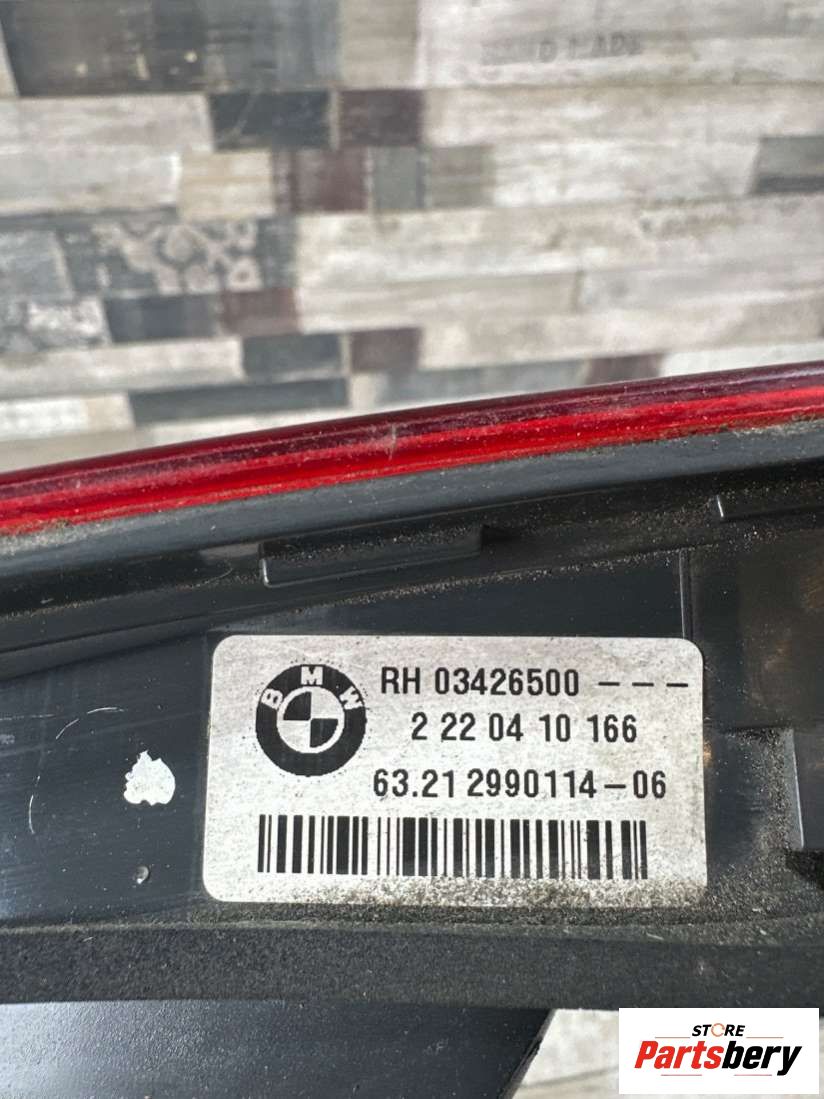 BMW
RH 03426500 - - -
2 22 04 10 166
63.21 2990114-06
STORE
Partsbery